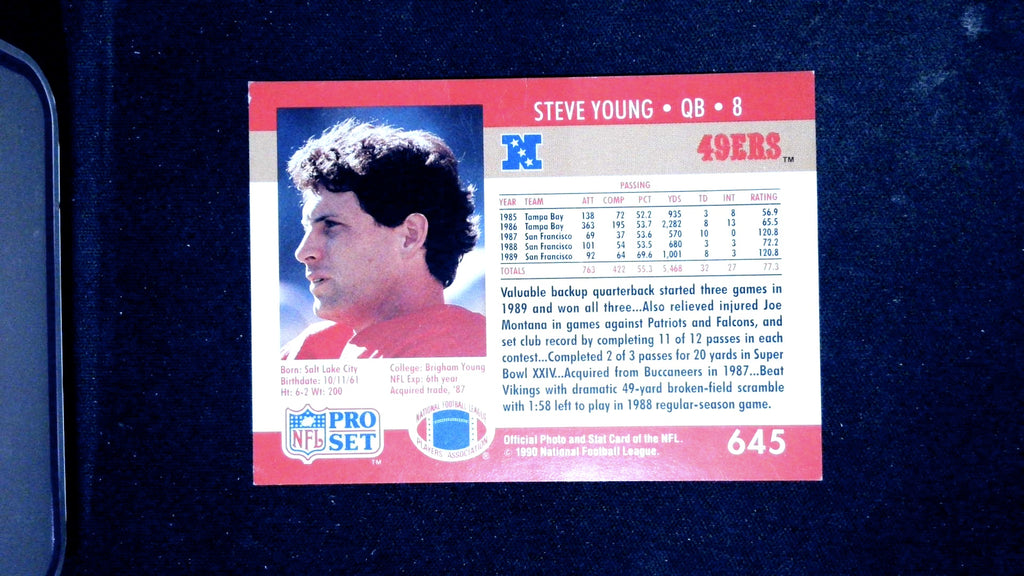 STEVE YOUNG • QB • 8
N
49ERS™
PASSING
YEAR TEAM ATT COMP PCT YDS TD INT RATING
1985 Tampa Bay 138 72 52.2 935 3 8 56.9
1986 Tampa Bay 363 195 53.7 2,282 8 13 65.5
1987 San Francisco 69 37 53.6 570 10 0 120.8
1988 San Francisco 101 54 53.5 680 3 3 72.2
1989 San Francisco 92 64 69.6 1,001 8 3 120.8
TOTALS 763 422 55.3 5,468 32 27 77.3
Valuable backup quarterback started three games in
1989 and won all three...Also relieved injured Joe
Montana in games against Patriots and Falcons, and
set club record by completing 11 of 12 passes in each
contest...Completed 2 of 3 passes for 20 yards in Super
Bowl XXIV...Acquired from Buccaneers in 1987...Beat
Vikings with dramatic 49-yard broken-field scramble
with 1:58 left to play in 1988 regular-season game.
Born: Salt Lake City
Birthdate: 10/11/61
Ht: 6-2 Wt: 200
College: Brigham Young
NFL Exp: 6th year
Acquired trade, '87
NFL PRO SET™
NATIONAL FOOTBALL LEAGUE
PLAYERS ASSOCIATION®
Official Photo and Stat Card of the NFL.
© 1990 National Football League.
645